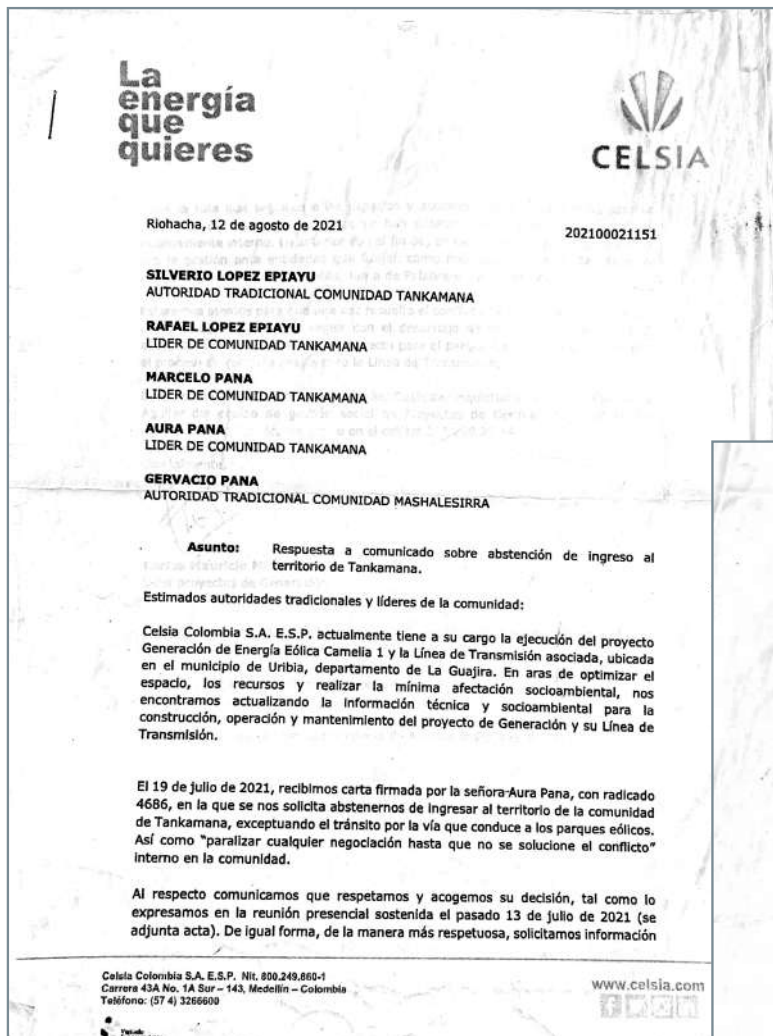 La
energía
que
quieres
CELSIA
Riohacha, 12 de agosto de 2021
202100021151
SILVERIO LOPEZ EPIAYU
AUTORIDAD TRADICIONAL COMUNIDAD TANKAMANA
RAFAEL LOPEZ EPIAYU
LIDER DE COMUNIDAD TANKAMANA
MARCELO PANA
LIDER DE COMUNIDAD TANKAMANA
AURA PANA
LIDER DE COMUNIDAD TANKAMANA
GERVACIO PANA
AUTORIDAD TRADICIONAL COMUNIDAD MASHALESIRRA
Asunto: Respuesta a comunicado sobre abstención de ingreso al
territorio de Tankamana.
Estimados autoridades tradicionales y líderes de la comunidad:
Celsia Colombia S.A. E.S.P. actualmente tiene a su cargo la ejecución del proyecto
Generación de Energía Eólica Camelia 1 y la Línea de Transmisión asociada, ubicada
en el municipio de Uribia, departamento de La Guajira. En aras de optimizar el
espacio, los recursos y realizar la mínima afectación socioambiental, nos
encontramos actualizando la información técnica y socioambiental para la
construcción, operación y mantenimiento del proyecto de Generación y su Línea de
Transmisión.
El 19 de julio de 2021, recibimos carta firmada por la señora Aura Pana, con radicado
4686, en la que se nos solicita abstenernos de ingresar al territorio de la comunidad
de Tankamana, exceptuando el tránsito por la vía que conduce a los parques eólicos.
Así como "paralizar cualquier negociación hasta que no se solucione el conflicto"
interno en la comunidad.
Al respecto comunicamos que respetamos y acogemos su decisión, tal como lo
expresamos en la reunión presencial sostenida el pasado 13 de julio de 2021 (se
adjunta acta). De igual forma, de la manera más respetuosa, solicitamos información
Celsia Colombia S.A. E.S.P. Nit. 800.249.860-1
Carrera 43A No. 1A Sur – 143, Medellín – Colombia
Teléfono: (57 4) 3266600
www.celsia.com